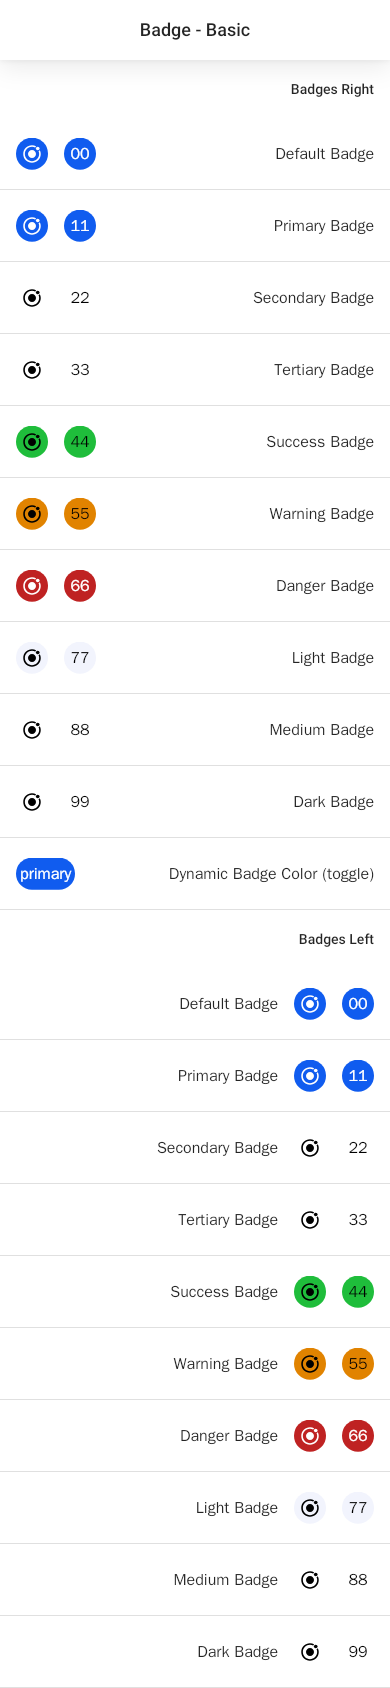 Badge - Basic
Badges Right
00 Default Badge
11 Primary Badge
22 Secondary Badge
33 Tertiary Badge
44 Success Badge
55 Warning Badge
66 Danger Badge
77 Light Badge
88 Medium Badge
99 Dark Badge
primary Dynamic Badge Color (toggle)
Badges Left
Default Badge 00
Primary Badge 11
Secondary Badge 22
Tertiary Badge 33
Success Badge 44
Warning Badge 55
Danger Badge 66
Light Badge 77
Medium Badge 88
Dark Badge 99